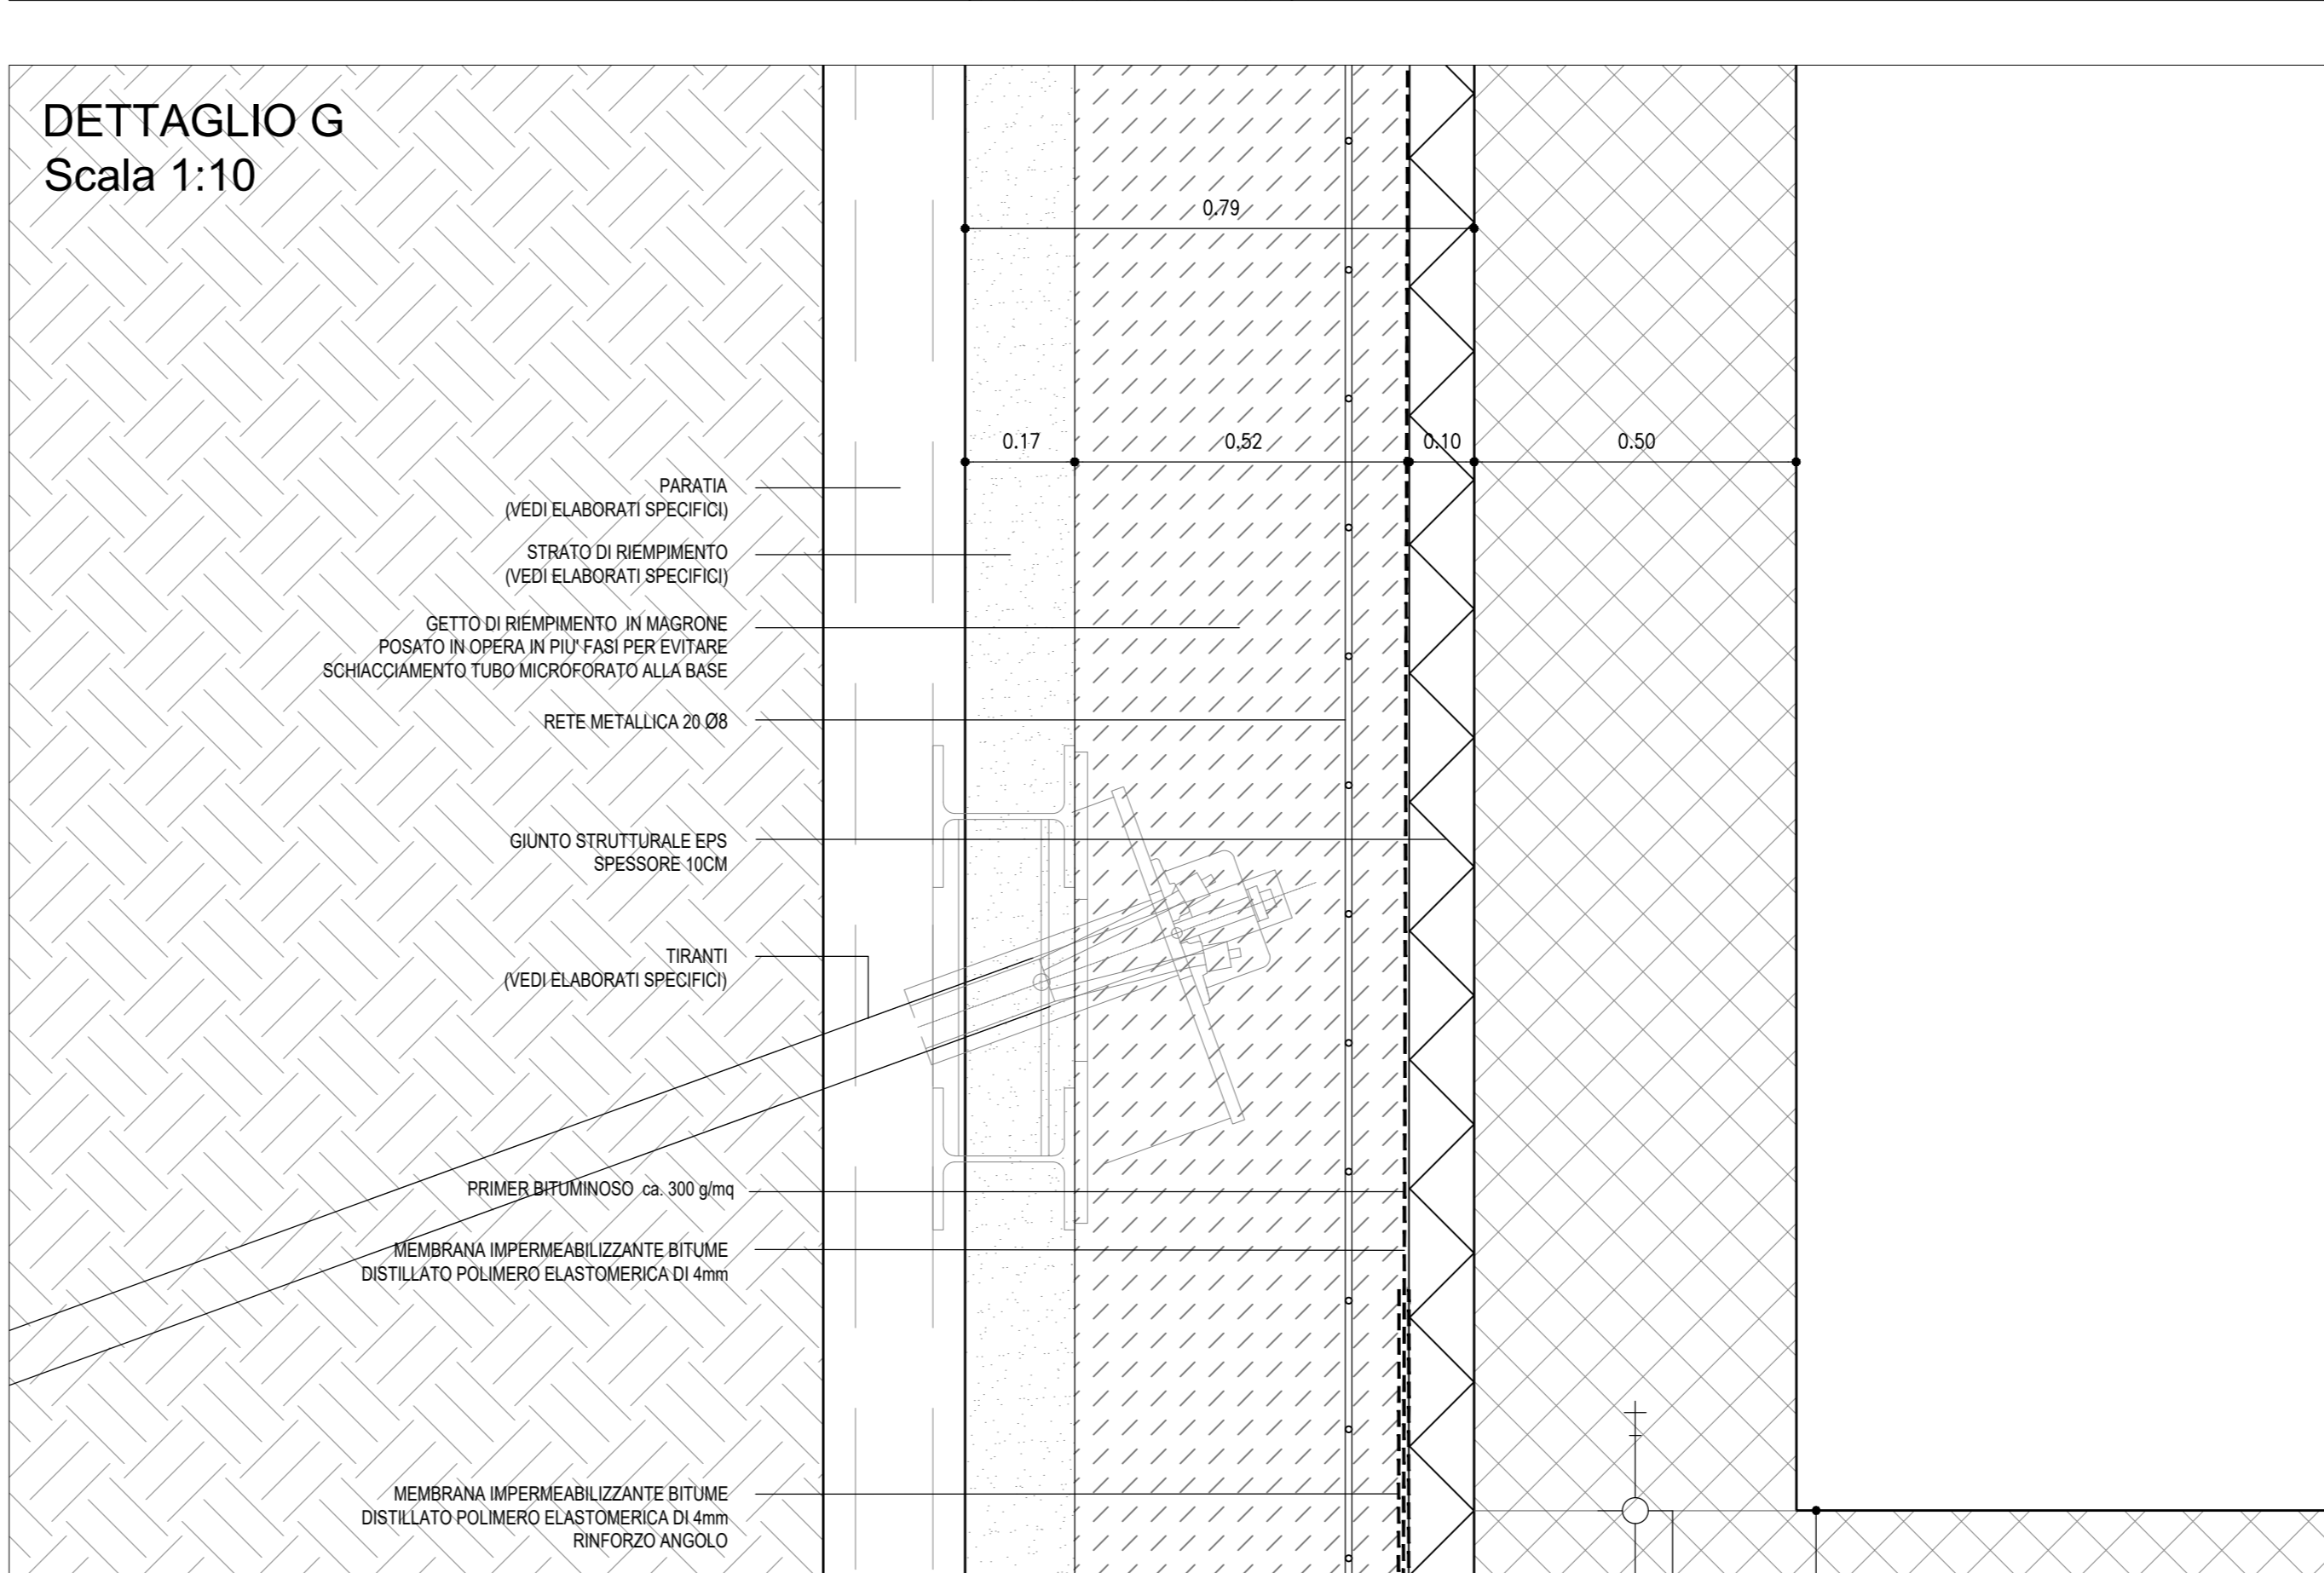 DETTAGLIO G
Scala 1:10
0.79
0.17
0.52
0.10
0.50
PARATIA
(VEDI ELABORATI SPECIFICI)
STRATO DI RIEMPIMENTO
(VEDI ELABORATI SPECIFICI)
GETTO DI RIEMPIMENTO IN MAGRONE
POSATO IN OPERA IN PIU' FASI PER EVITARE
SCHIACCIAMENTO TUBO MICROFORATO ALLA BASE
RETE METALLICA 20 Ø8
GIUNTO STRUTTURALE EPS
SPESSORE 10CM
TIRANTI
(VEDI ELABORATI SPECIFICI)
PRIMER BITUMINOSO ca. 300 g/mq
MEMBRANA IMPERMEABILIZZANTE BITUME
DISTILLATO POLIMERO ELASTOMERICA DI 4mm
MEMBRANA IMPERMEABILIZZANTE BITUME
DISTILLATO POLIMERO ELASTOMERICA DI 4mm
RINFORZO ANGOLO